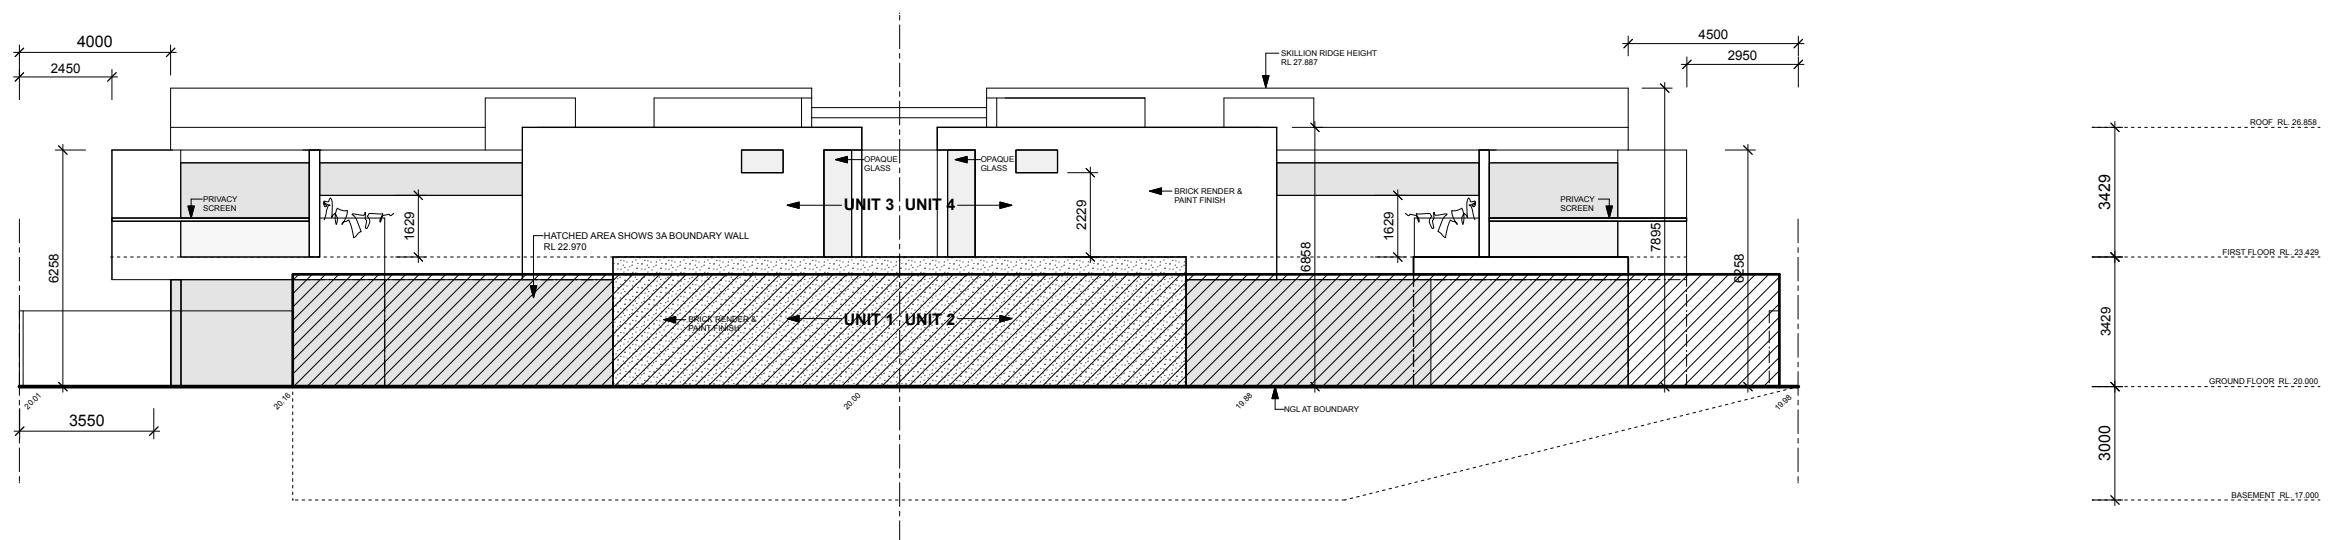 4000
4500
2450
2950
SKILLION RIDGE HEIGHT
RL 27.887
ROOF RL. 26.858
OPAQUE
GLASS
OPAQUE
GLASS
BRICK RENDER &
PAINT FINISH
PRIVACY
SCREEN
PRIVACY
SCREEN
UNIT 3
UNIT 4
1629
2229
1629
3429
HATCHED AREA SHOWS 3A BOUNDARY WALL
RL 22.970
6258
6858
7895
6258
FIRST FLOOR RL. 23.429
BRICK RENDER &
PAINT FINISH
UNIT 1
UNIT 2
3429
GROUND FLOOR RL. 20.000
20.01
20.16
20.00
19.88
19.98
NGL AT BOUNDARY
3550
3000
BASEMENT RL. 17.000